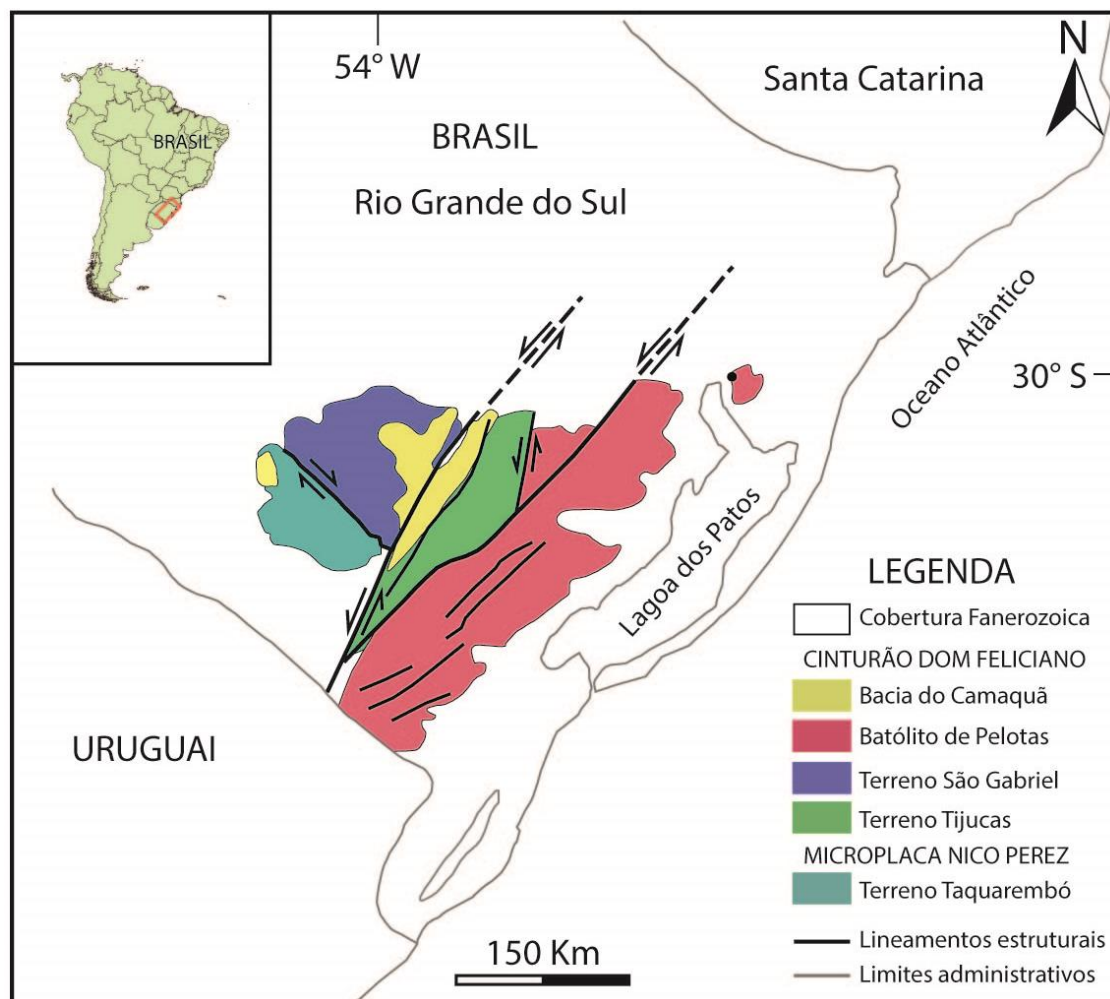 54° W
N
Santa Catarina
BRASIL
BRASIL
Rio Grande do Sul
Oceano Atlântico
30° S
Lagoa dos Patos
URUGUAI
LEGENDA
Cobertura Fanerozoica
CINTURÃO DOM FELICIANO
Bacia do Camaquã
Batólito de Pelotas
Terreno São Gabriel
Terreno Tijucas
MICROPLACA NICO PEREZ
Terreno Taquarembó
Lineamentos estruturais
Limites administrativos
150 Km